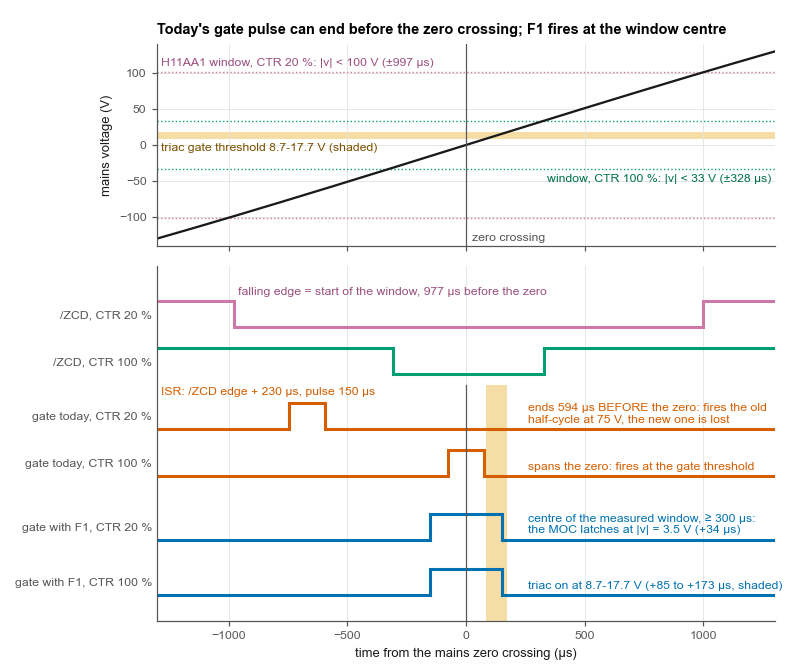 Today's gate pulse can end before the zero crossing; F1 fires at the window centre
H11AA1 window, CTR 20 %: |v| < 100 V (±997 µs)
100
50
0
−50
−100
mains voltage (V)
triac gate threshold 8.7-17.7 V (shaded)
window, CTR 100 %: |v| < 33 V (±328 µs)
zero crossing
falling edge = start of the window, 977 µs before the zero
/ZCD, CTR 20 %
/ZCD, CTR 100 %
ISR: /ZCD edge + 230 µs, pulse 150 µs
gate today, CTR 20 %
ends 594 µs BEFORE the zero: fires the old
half-cycle at 75 V, the new one is lost
gate today, CTR 100 %
spans the zero: fires at the gate threshold
gate with F1, CTR 20 %
centre of the measured window, ≥ 300 µs:
the MOC latches at |v| = 3.5 V (+34 µs)
gate with F1, CTR 100 %
triac on at 8.7-17.7 V (+85 to +173 µs, shaded)
−1000
−500
0
500
1000
time from the mains zero crossing (µs)